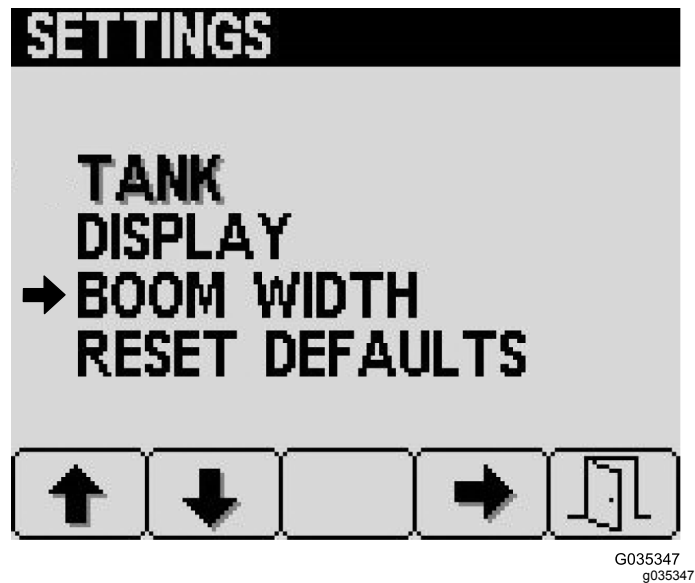 SETTINGS
TANK
DISPLAY
BOOM WIDTH
RESET DEFAULTS
G035347
g035347